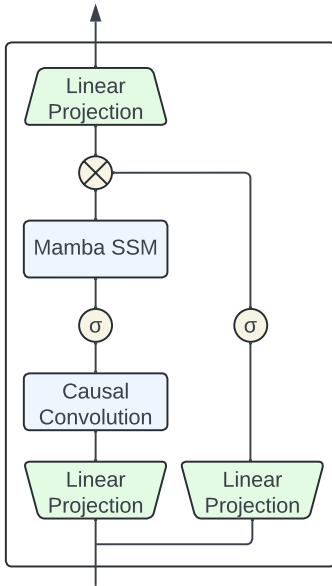 Linear
Projection
Mamba SSM
σ
σ
Causal
Convolution
Linear
Projection
Linear
Projection